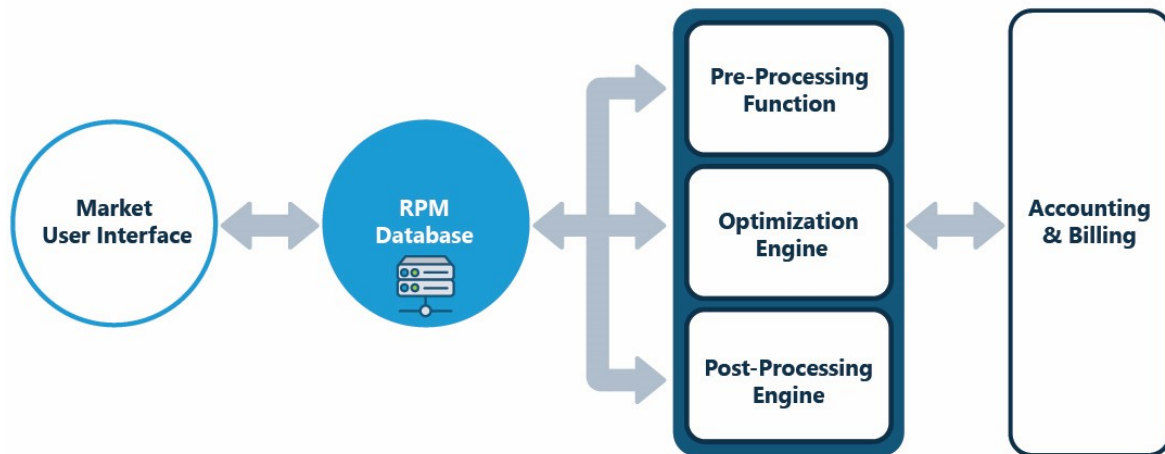 Market
User Interface
RPM
Database
Pre-Processing
Function
Optimization
Engine
Post-Processing
Engine
Accounting
& Billing